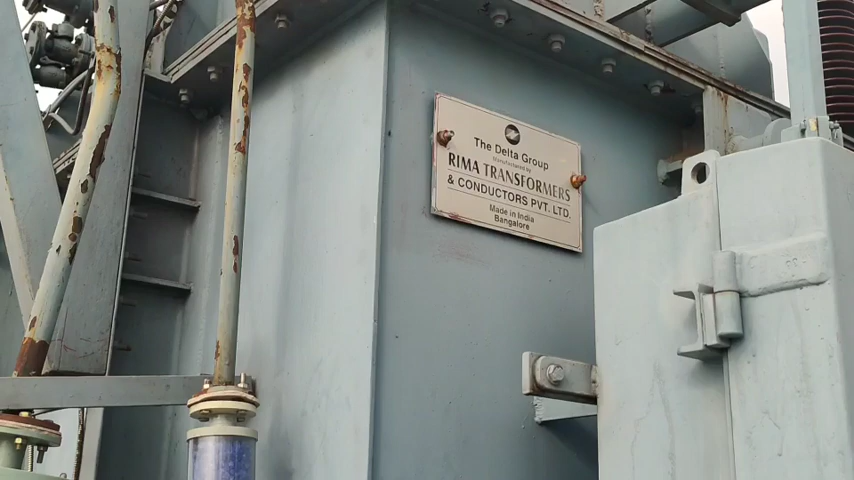 The Delta Group
Manufactured by
RIMA TRANSFORMERS
& CONDUCTORS PVT. LTD.
Made in India
Bangalore